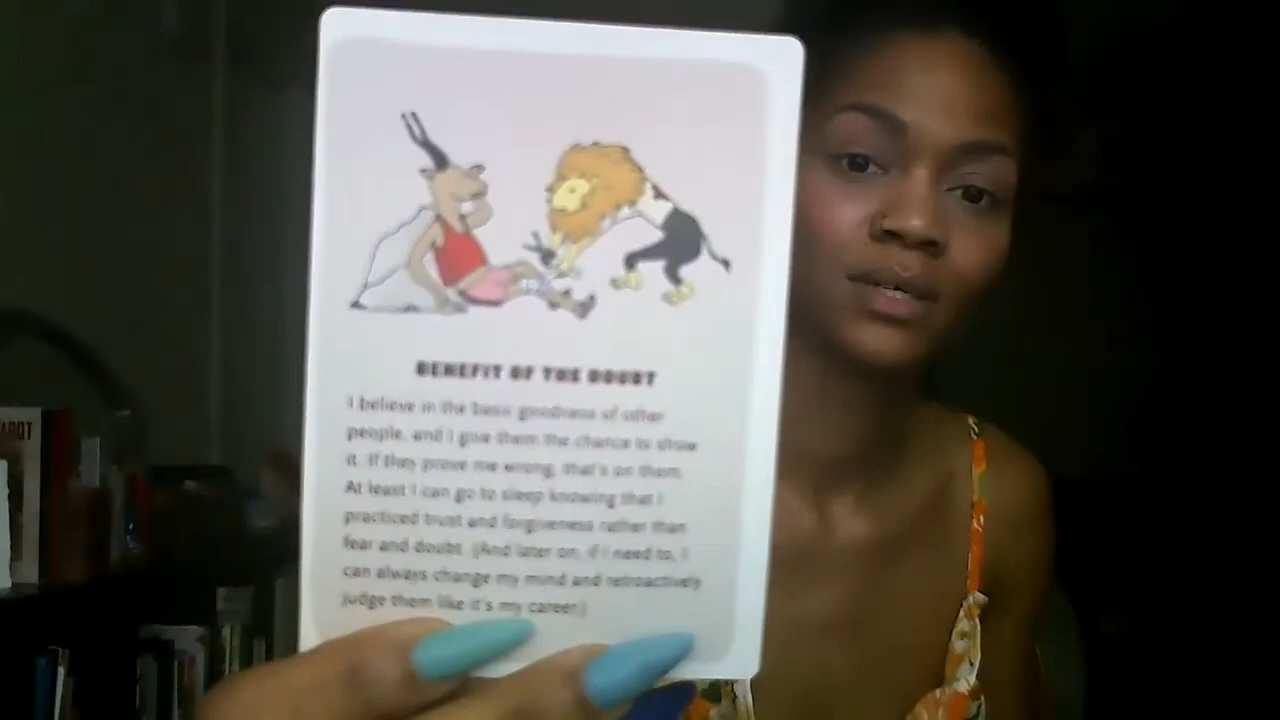 BENEFIT OF THE DOUBT
I believe in the basic goodness of other
people, and I give them the chance to show
it. If they prove me wrong, that's on them.
At least I can go to sleep knowing that I
practiced trust and forgiveness rather than
fear and doubt. (And later on, if I need to, I
can always change my mind and retroactively
judge them like it's my career.)